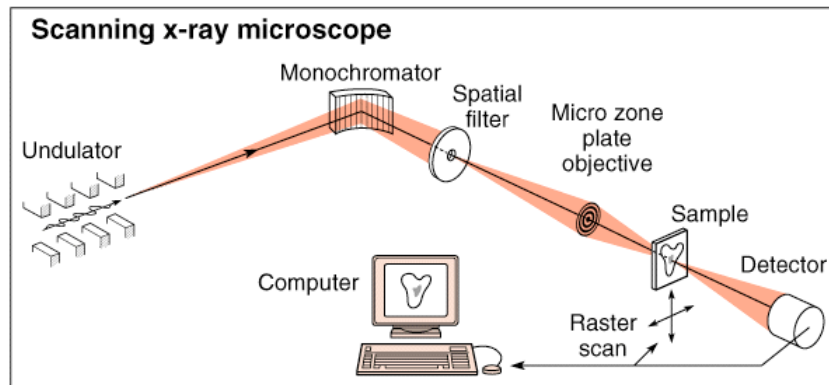 Scanning x-ray microscope
Monochromator
Spatial
filter
Micro zone
plate
objective
Undulator
Sample
Computer
Detector
Raster
scan